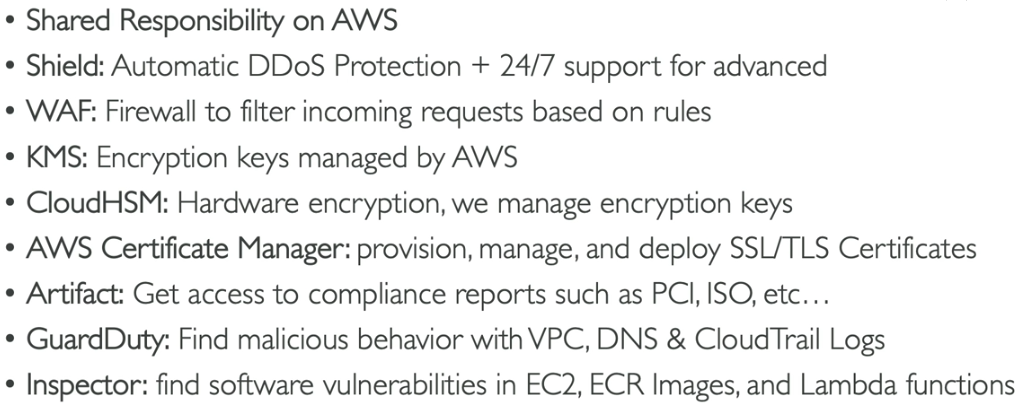 • Shared Responsibility on AWS
• Shield: Automatic DDoS Protection + 24/7 support for advanced
• WAF: Firewall to filter incoming requests based on rules
• KMS: Encryption keys managed by AWS
• CloudHSM: Hardware encryption, we manage encryption keys
• AWS Certificate Manager: provision, manage, and deploy SSL/TLS Certificates
• Artifact: Get access to compliance reports such as PCI, ISO, etc…
• GuardDuty: Find malicious behavior with VPC, DNS & CloudTrail Logs
• Inspector: find software vulnerabilities in EC2, ECR Images, and Lambda functions